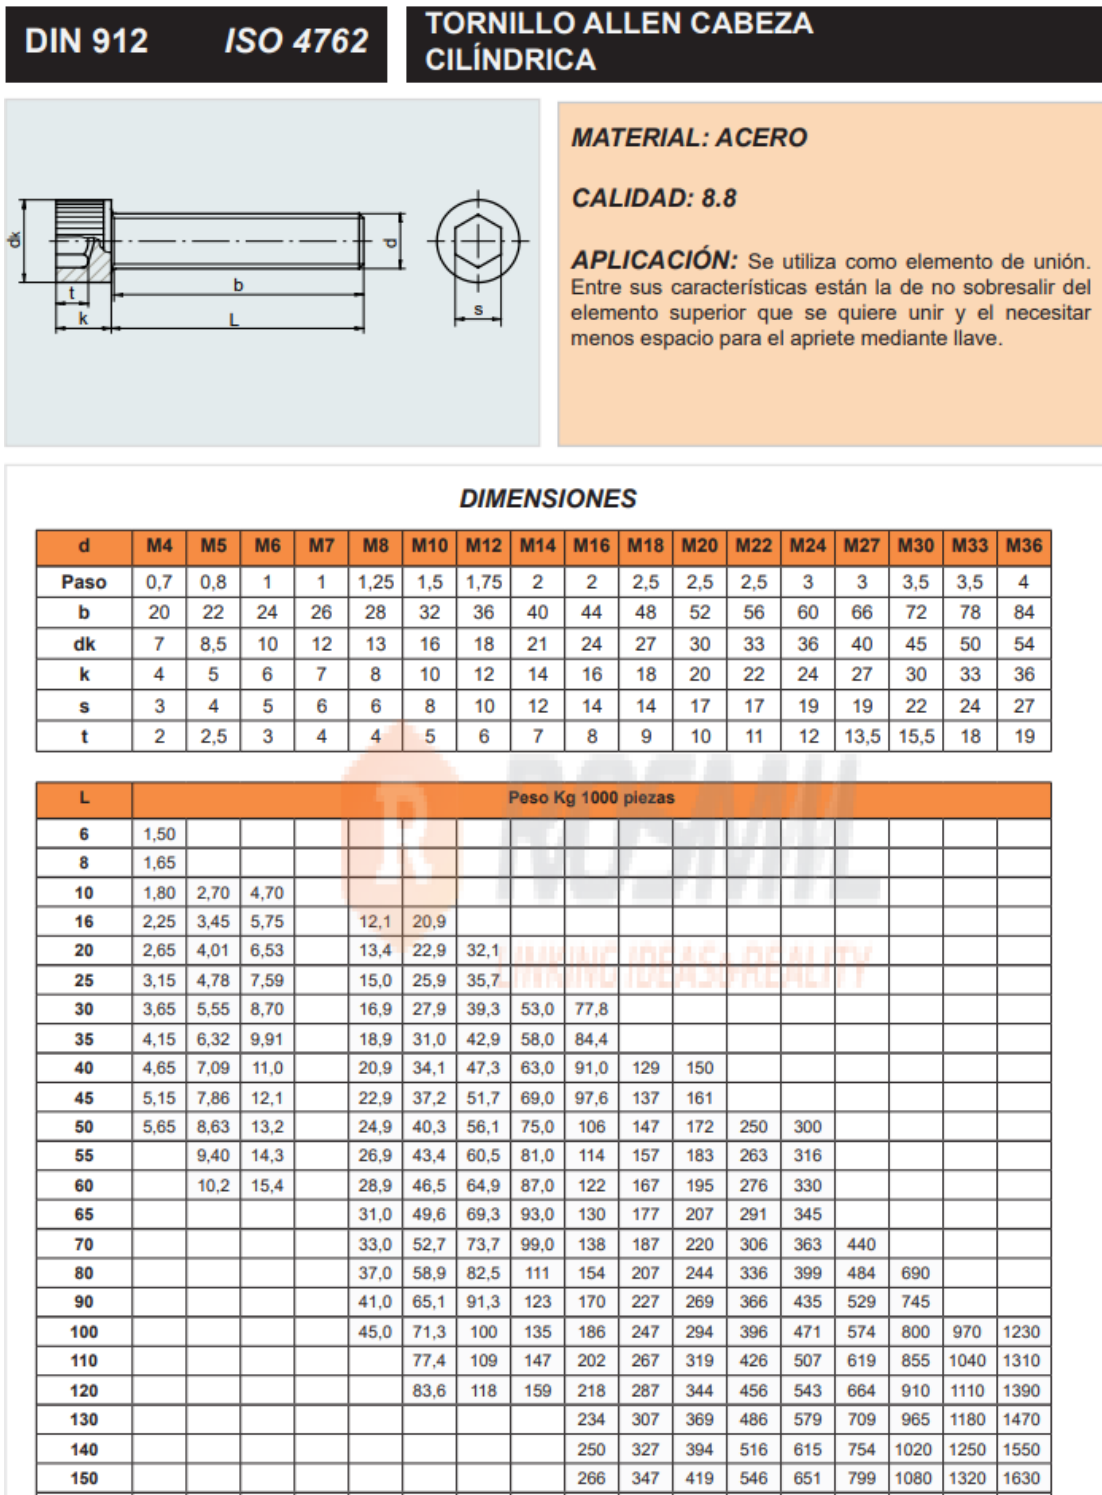 DIN 912 ISO 4762
TORNILLO ALLEN CABEZA
CILÍNDRICA
dk
t
k
b
L
d
s
MATERIAL: ACERO
CALIDAD: 8.8
APLICACIÓN: Se utiliza como elemento de unión.
Entre sus características están la de no sobresalir del
elemento superior que se quiere unir y el necesitar
menos espacio para el apriete mediante llave.
DIMENSIONES
d M4 M5 M6 M7 M8 M10 M12 M14 M16 M18 M20 M22 M24 M27 M30 M33 M36
Paso 0,7 0,8 1 1 1,25 1,5 1,75 2 2 2,5 2,5 2,5 3 3 3,5 3,5 4
b 20 22 24 26 28 32 36 40 44 48 52 56 60 66 72 78 84
dk 7 8,5 10 12 13 16 18 21 24 27 30 33 36 40 45 50 54
k 4 5 6 7 8 10 12 14 16 18 20 22 24 27 30 33 36
s 3 4 5 6 6 8 10 12 14 14 17 17 19 19 22 24 27
t 2 2,5 3 4 4 5 6 7 8 9 10 11 12 13,5 15,5 18 19
R ROSMIL
LINKING IDEAS&REALITY
L Peso Kg 1000 piezas
6 1,50
8 1,65
10 1,80 2,70 4,70
16 2,25 3,45 5,75 12,1 20,9
20 2,65 4,01 6,53 13,4 22,9 32,1
25 3,15 4,78 7,59 15,0 25,9 35,7
30 3,65 5,55 8,70 16,9 27,9 39,3 53,0 77,8
35 4,15 6,32 9,91 18,9 31,0 42,9 58,0 84,4
40 4,65 7,09 11,0 20,9 34,1 47,3 63,0 91,0 129 150
45 5,15 7,86 12,1 22,9 37,2 51,7 69,0 97,6 137 161
50 5,65 8,63 13,2 24,9 40,3 56,1 75,0 106 147 172 250 300
55 9,40 14,3 26,9 43,4 60,5 81,0 114 157 183 263 316
60 10,2 15,4 28,9 46,5 64,9 87,0 122 167 195 276 330
65 31,0 49,6 69,3 93,0 130 177 207 291 345
70 33,0 52,7 73,7 99,0 138 187 220 306 363 440
80 37,0 58,9 82,5 111 154 207 244 336 399 484 690
90 41,0 65,1 91,3 123 170 227 269 366 435 529 745
100 45,0 71,3 100 135 186 247 294 396 471 574 800 970 1230
110 77,4 109 147 202 267 319 426 507 619 855 1040 1310
120 83,6 118 159 218 287 344 456 543 664 910 1110 1390
130 234 307 369 486 579 709 965 1180 1470
140 250 327 394 516 615 754 1020 1250 1550
150 266 347 419 546 651 799 1080 1320 1630